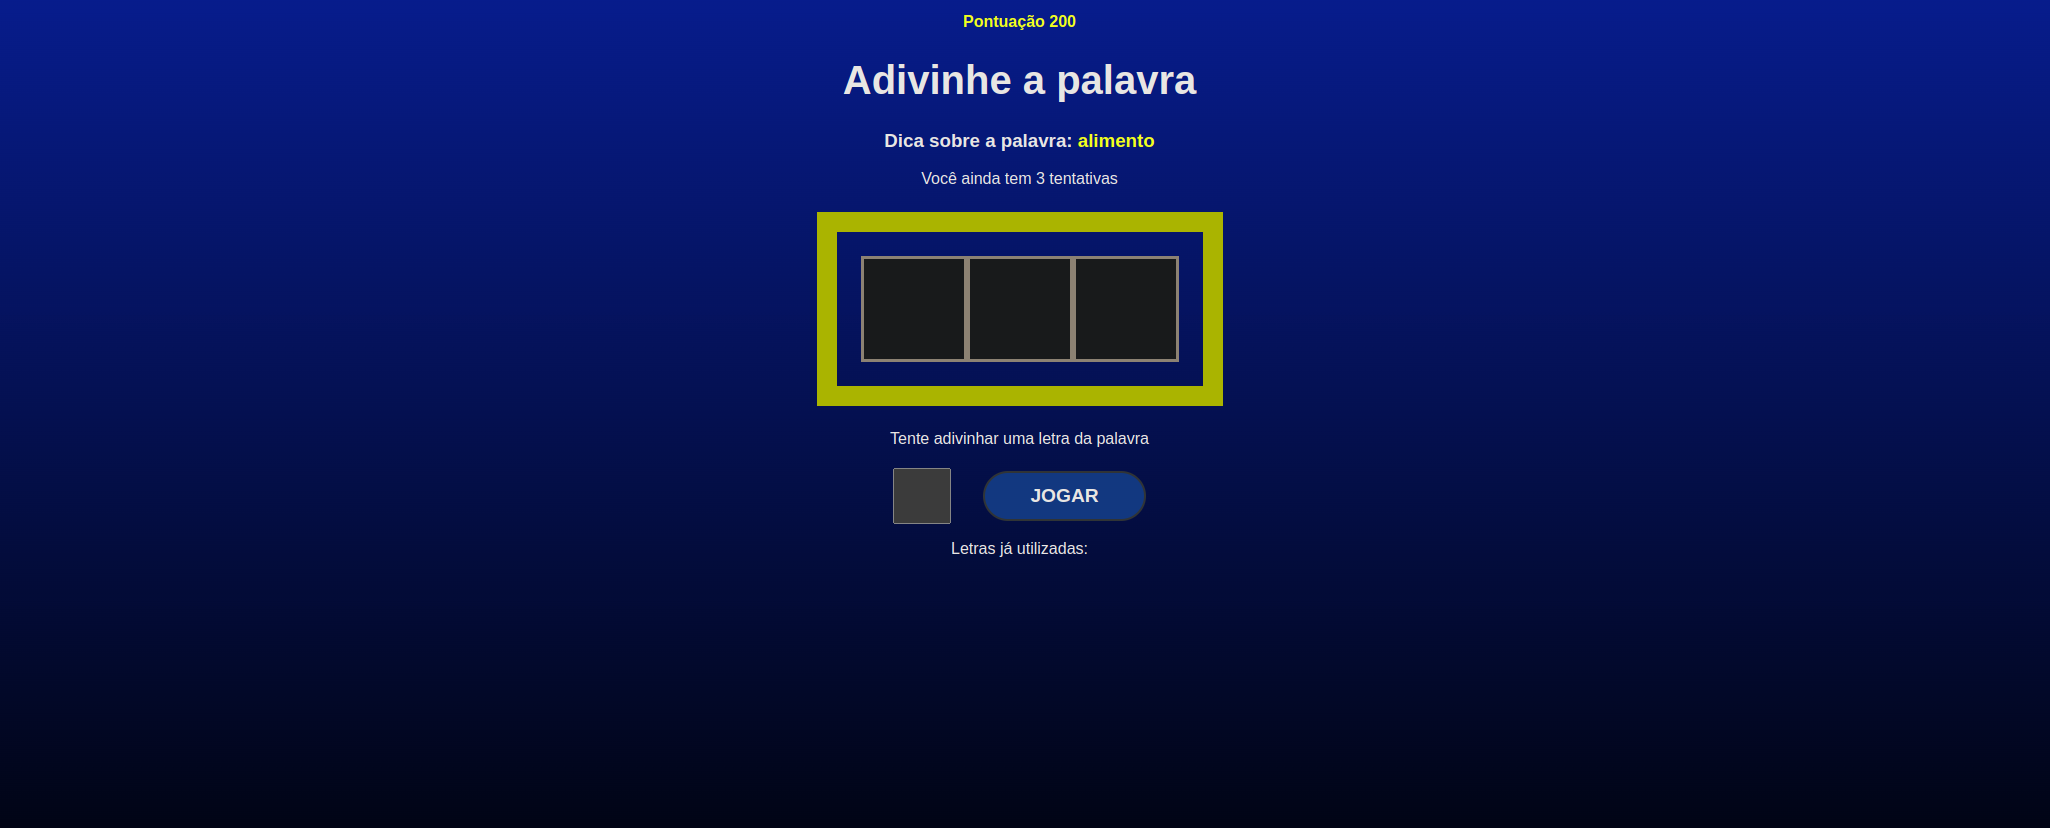 Pontuação 200
Adivinhe a palavra
Dica sobre a palavra: alimento
Você ainda tem 3 tentativas
Tente adivinhar uma letra da palavra
JOGAR
Letras já utilizadas: